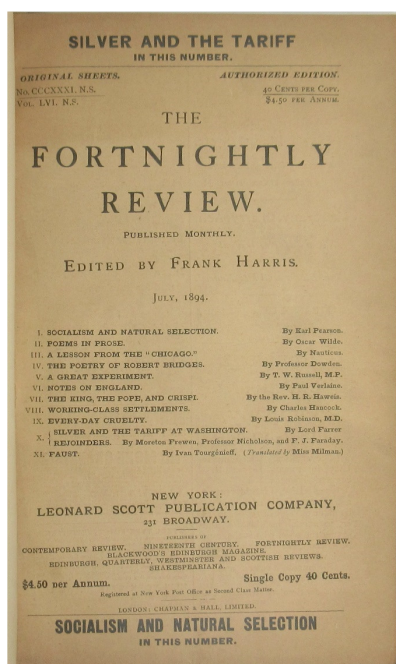 SILVER AND THE TARIFF
IN THIS NUMBER.
ORIGINAL SHEETS. AUTHORIZED EDITION.
No. CCCXXXI. N.S. 40 CENTS PER COPY.
VOL. LVI. N.S. $4.50 PER ANNUM.
THE
FORTNIGHTLY
REVIEW.
PUBLISHED MONTHLY.
EDITED BY FRANK HARRIS.
JULY, 1894.
I. SOCIALISM AND NATURAL SELECTION. By Karl Pearson.
II. POEMS IN PROSE. By Oscar Wilde.
III. A LESSON FROM THE "CHICAGO." By Nauticus.
IV. THE POETRY OF ROBERT BRIDGES. By Professor Dowden.
V. A GREAT EXPERIMENT. By T. W. Russell, M.P.
VI. NOTES ON ENGLAND. By Paul Verlaine.
VII. THE KING, THE POPE, AND CRISPI. By the Rev. H. R. Haweis.
VIII. WORKING-CLASS SETTLEMENTS. By Charles Hancock.
IX. EVERY-DAY CRUELTY. By Louis Robinson, M.D.
X. { SILVER AND THE TARIFF AT WASHINGTON. By Lord Farrer
REJOINDERS. By Moreton Frewen, Professor Nicholson, and F. J. Faraday.
XI. FAUST. By Ivan Tourgénieff, (Translated by Miss Milman.)
NEW YORK:
LEONARD SCOTT PUBLICATION COMPANY,
231 BROADWAY.
PUBLISHERS OF
CONTEMPORARY REVIEW. NINETEENTH CENTURY. FORTNIGHTLY REVIEW.
BLACKWOOD'S EDINBURGH MAGAZINE.
EDINBURGH, QUARTERLY, WESTMINSTER AND SCOTTISH REVIEWS.
SHAKESPEARIANA.
$4.50 per Annum. Single Copy 40 Cents.
Registered at New York Post Office as Second Class Matter.
LONDON: CHAPMAN & HALL, LIMITED.
SOCIALISM AND NATURAL SELECTION
IN THIS NUMBER.